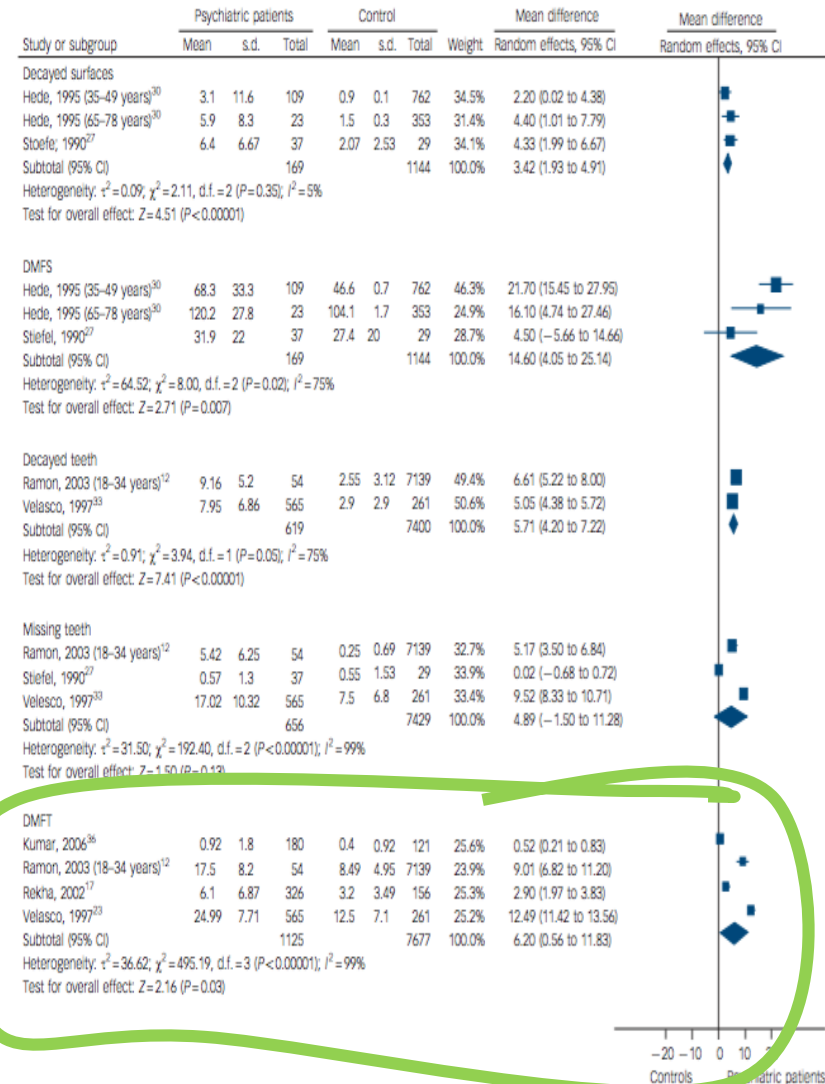 Psychiatric patients Control Mean difference Mean difference
Study or subgroup Mean s.d. Total Mean s.d. Total Weight Random effects, 95% CI Random effects, 95% CI
Decayed surfaces
Hede, 1995 (35–49 years)30 3.1 11.6 109 0.9 0.1 762 34.5% 2.20 (0.02 to 4.38)
Hede, 1995 (65–78 years)30 5.9 8.3 23 1.5 0.3 353 31.4% 4.40 (1.01 to 7.79)
Stoefe; 199027 6.4 6.67 37 2.07 2.53 29 34.1% 4.33 (1.99 to 6.67)
Subtotal (95% CI) 169 1144 100.0% 3.42 (1.93 to 4.91)
Heterogeneity: τ²=0.09; χ²=2.11, d.f.=2 (P=0.35); I²=5%
Test for overall effect: Z=4.51 (P<0.00001)
DMFS
Hede, 1995 (35–49 years)30 68.3 33.3 109 46.6 0.7 762 46.3% 21.70 (15.45 to 27.95)
Hede, 1995 (65–78 years)30 120.2 27.8 23 104.1 1.7 353 24.9% 16.10 (4.74 to 27.46)
Stiefel, 199027 31.9 22 37 27.4 20 29 28.7% 4.50 (−5.66 to 14.66)
Subtotal (95% CI) 169 1144 100.0% 14.60 (4.05 to 25.14)
Heterogeneity: τ²=64.52; χ²=8.00, d.f.=2 (P=0.02); I²=75%
Test for overall effect: Z=2.71 (P=0.007)
Decayed teeth
Ramon, 2003 (18–34 years)12 9.16 5.2 54 2.55 3.12 7139 49.4% 6.61 (5.22 to 8.00)
Velasco, 199733 7.95 6.86 565 2.9 2.9 261 50.6% 5.05 (4.38 to 5.72)
Subtotal (95% CI) 619 7400 100.0% 5.71 (4.20 to 7.22)
Heterogeneity: τ²=0.91; χ²=3.94, d.f.=1 (P=0.05); I²=75%
Test for overall effect: Z=7.41 (P<0.00001)
Missing teeth
Ramon, 2003 (18–34 years)12 5.42 6.25 54 0.25 0.69 7139 32.7% 5.17 (3.50 to 6.84)
Stiefel, 199027 0.57 1.3 37 0.55 1.53 29 33.9% 0.02 (−0.68 to 0.72)
Velesco, 199733 17.02 10.32 565 7.5 6.8 261 33.4% 9.52 (8.33 to 10.71)
Subtotal (95% CI) 656 7429 100.0% 4.89 (−1.50 to 11.28)
Heterogeneity: τ²=31.50; χ²=192.40, d.f.=2 (P<0.00001); I²=99%
Test for overall effect: Z=1.50 (P=0.13)
DMFT
Kumar, 200636 0.92 1.8 180 0.4 0.92 121 25.6% 0.52 (0.21 to 0.83)
Ramon, 2003 (18–34 years)12 17.5 8.2 54 8.49 4.95 7139 23.9% 9.01 (6.82 to 11.20)
Rekha, 200217 6.1 6.87 326 3.2 3.49 156 25.3% 2.90 (1.97 to 3.83)
Velasco, 199723 24.99 7.71 565 12.5 7.1 261 25.2% 12.49 (11.42 to 13.56)
Subtotal (95% CI) 1125 7677 100.0% 6.20 (0.56 to 11.83)
Heterogeneity: τ²=36.62; χ²=495.19, d.f.=3 (P<0.00001); I²=99%
Test for overall effect: Z=2.16 (P=0.03)
−20 −10 0 10
Controls patients